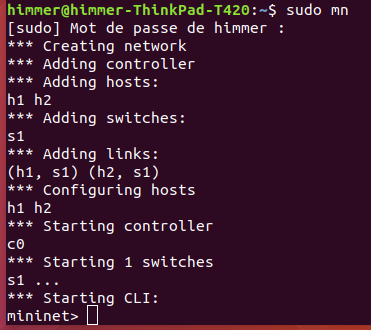 himmer@himmer-ThinkPad-T420:~$ sudo mn
[sudo] Mot de passe de himmer :
*** Creating network
*** Adding controller
*** Adding hosts:
h1 h2
*** Adding switches:
s1
*** Adding links:
(h1, s1) (h2, s1)
*** Configuring hosts
h1 h2
*** Starting controller
c0
*** Starting 1 switches
s1 ...
*** Starting CLI:
mininet>